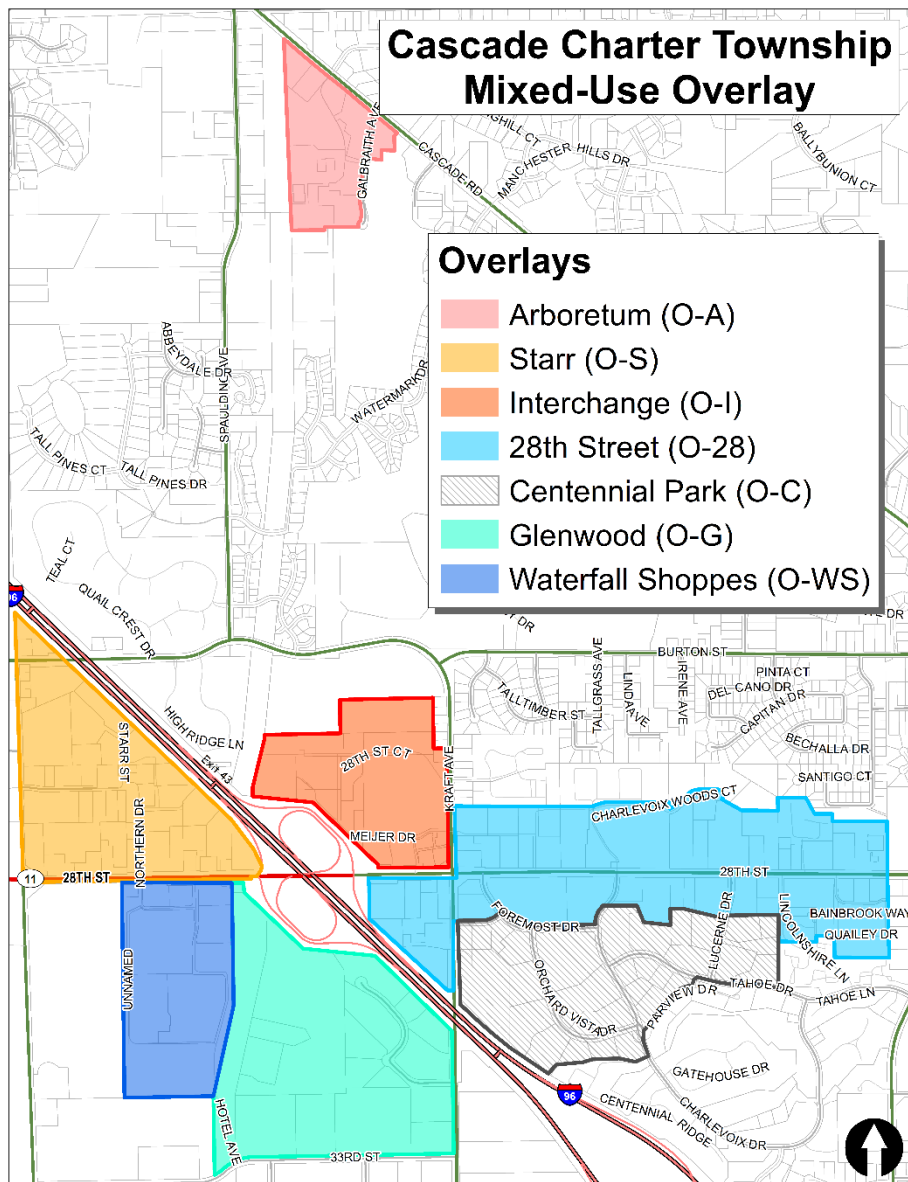 Cascade Charter Township
Mixed-Use Overlay
GALBRAITH AVE
CASCADE RD
MANCHESTER HILLS DR
BALLYBUNION CT
Overlays
Arboretum (O-A)
Starr (O-S)
Interchange (O-I)
28th Street (O-28)
Centennial Park (O-C)
Glenwood (O-G)
Waterfall Shoppes (O-WS)
ABBEYDALE DR
SPAULDING AVE
WATERMARK DR
TALL PINES CT
TALL PINES DR
TEAL CT
QUAIL CREST DR
HIGH RIDGE LN
Exit 43
BURTON ST
TALLTIMBER ST
TALLGRASS AVE
LINDA AVE
IRENE AVE
PINTA CT
DEL CANO DR
CAPITAN DR
BECHALLA DR
SANTIGO CT
STARR ST
NORTHERN DR
28TH ST CT
MEIJER DR
KRAFT AVE
CHARLEVOIX WOODS CT
11
28TH ST
28TH ST
UNNAMED
FOREMOST DR
ORCHARD VISTA DR
LUCERNE DR
LINCOLNSHIRE LN
BAINBROOK WAY
QUAILEY DR
PARVIEW DR
TAHOE DR
TAHOE LN
GATEHOUSE DR
CHARLEVOIX DR
CENTENNIAL RIDGE
96
HOTEL AVE
33RD ST